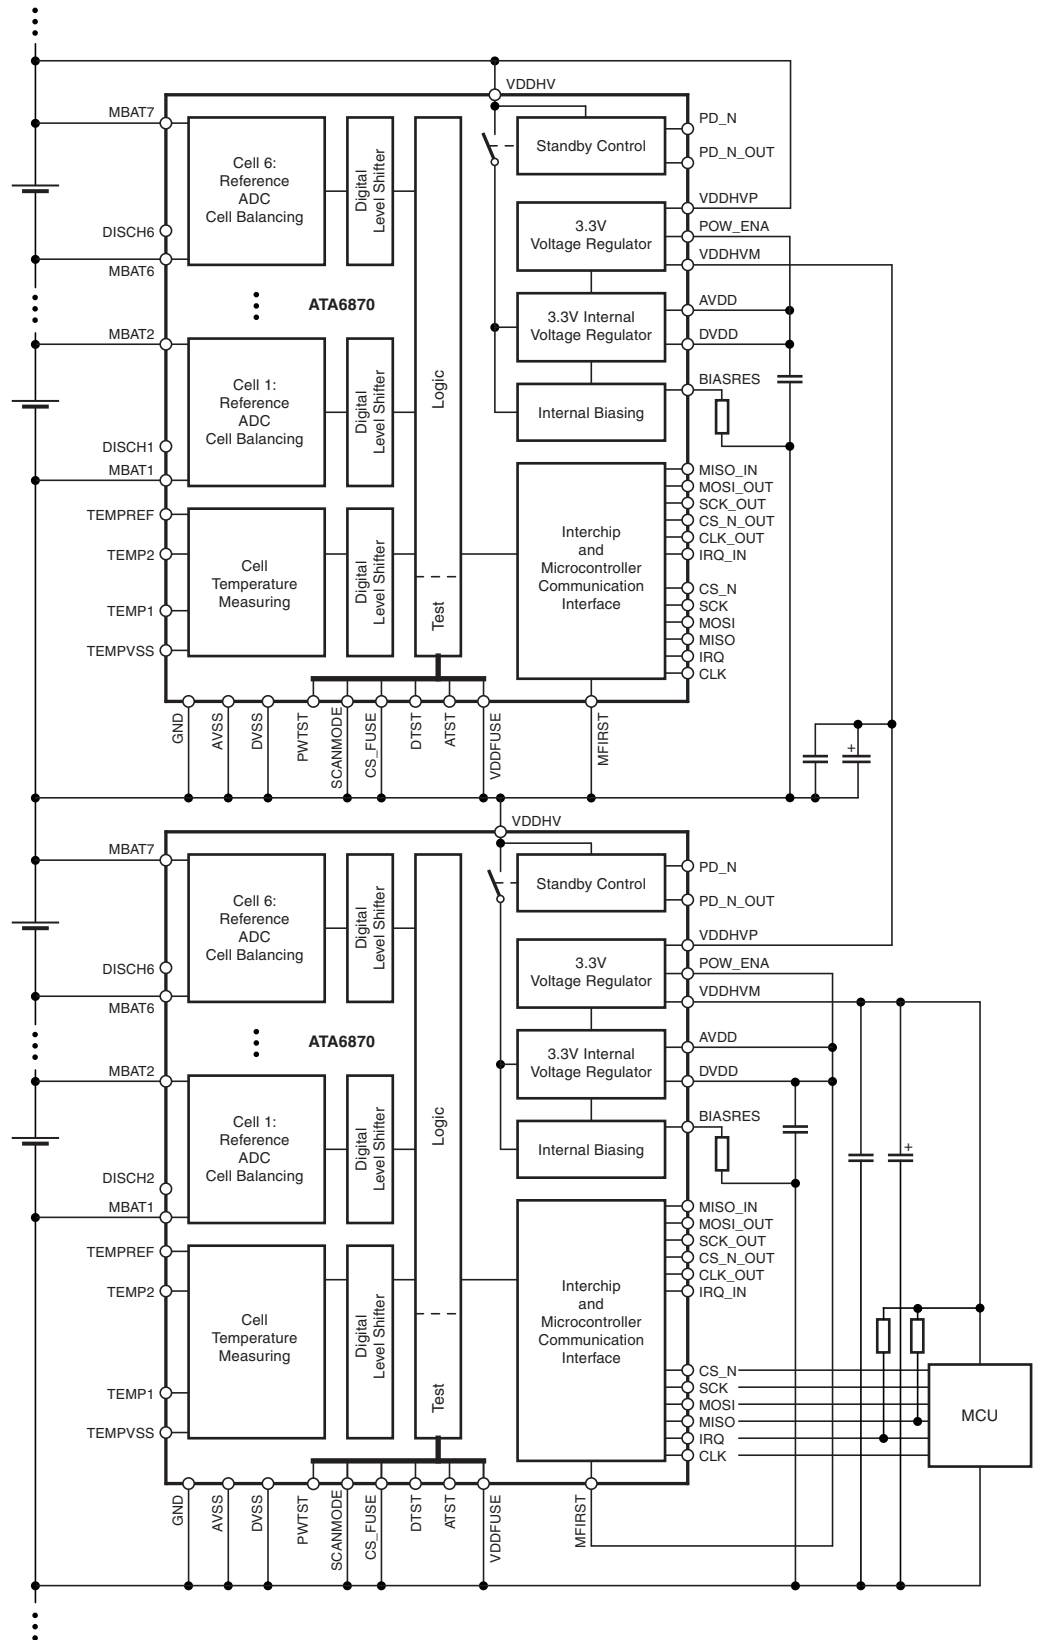 VDDHV
MBAT7
PD_N
Cell 6:
Reference
ADC
Cell Balancing
Digital
Level Shifter
Standby Control
PD_N_OUT
VDDHVP
DISCH6
3.3V
Voltage Regulator
POW_ENA
VDDHVM
MBAT6
ATA6870
AVDD
3.3V Internal
Voltage Regulator
MBAT2
DVDD
Cell 1:
Reference
ADC
Cell Balancing
Digital
Level Shifter
Logic
BIASRES
Internal Biasing
DISCH1
MBAT1
MISO_IN
MOSI_OUT
SCK_OUT
CS_N_OUT
CLK_OUT
IRQ_IN
TEMPREF
TEMP2
Cell
Temperature
Measuring
Digital
Level Shifter
Interchip
and
Microcontroller
Communication
Interface
CS_N
SCK
MOSI
MISO
IRQ
CLK
TEMP1
Test
TEMPVSS
GND
AVSS
DVSS
PWTST
SCANMODE
CS_FUSE
DTST
ATST
VDDFUSE
MFIRST
+
VDDHV
MBAT7
PD_N
Cell 6:
Reference
ADC
Cell Balancing
Digital
Level Shifter
Standby Control
PD_N_OUT
VDDHVP
DISCH6
3.3V
Voltage Regulator
POW_ENA
VDDHVM
MBAT6
ATA6870
AVDD
3.3V Internal
Voltage Regulator
MBAT2
DVDD
Cell 1:
Reference
ADC
Cell Balancing
Digital
Level Shifter
Logic
BIASRES
Internal Biasing
+
DISCH2
MBAT1
MISO_IN
MOSI_OUT
SCK_OUT
CS_N_OUT
CLK_OUT
IRQ_IN
TEMPREF
TEMP2
Cell
Temperature
Measuring
Digital
Level Shifter
Interchip
and
Microcontroller
Communication
Interface
CS_N
SCK
MOSI
MISO
IRQ
CLK
MCU
TEMP1
Test
TEMPVSS
GND
AVSS
DVSS
PWTST
SCANMODE
CS_FUSE
DTST
ATST
VDDFUSE
MFIRST